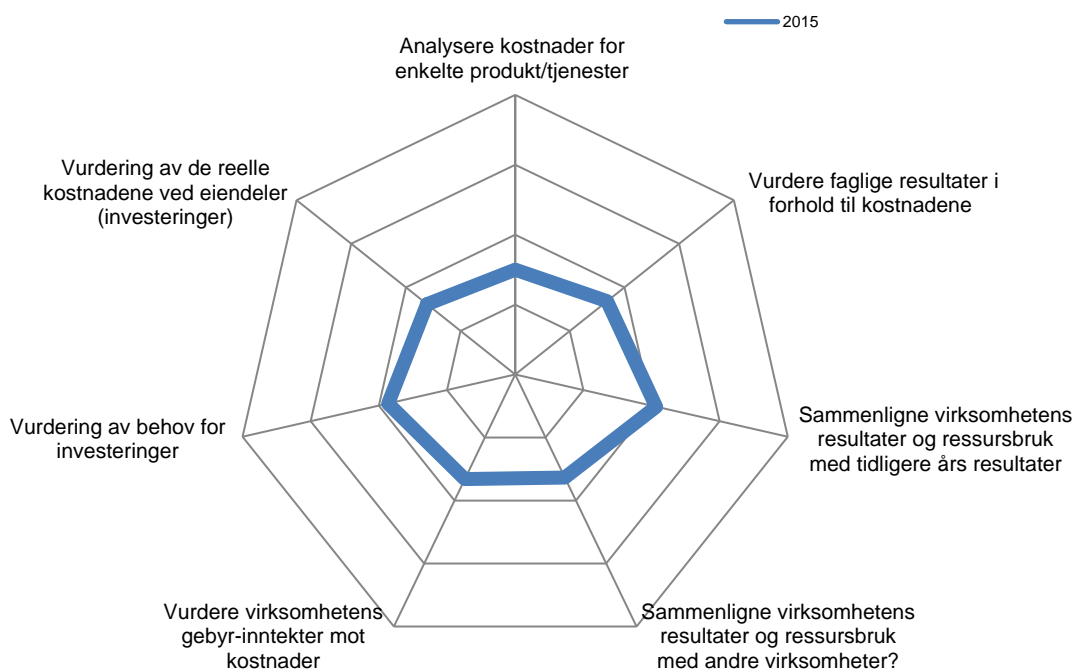 2015
Analysere kostnader for
enkelte produkt/tjenester
Vurdere faglige resultater i
forhold til kostnadene
Sammenligne virksomhetens
resultater og ressursbruk
med tidligere års resultater
Sammenligne virksomhetens
resultater og ressursbruk
med andre virksomheter?
Vurdere virksomhetens
gebyr-inntekter mot
kostnader
Vurdering av behov for
investeringer
Vurdering av de reelle
kostnadene ved eiendeler
(investeringer)